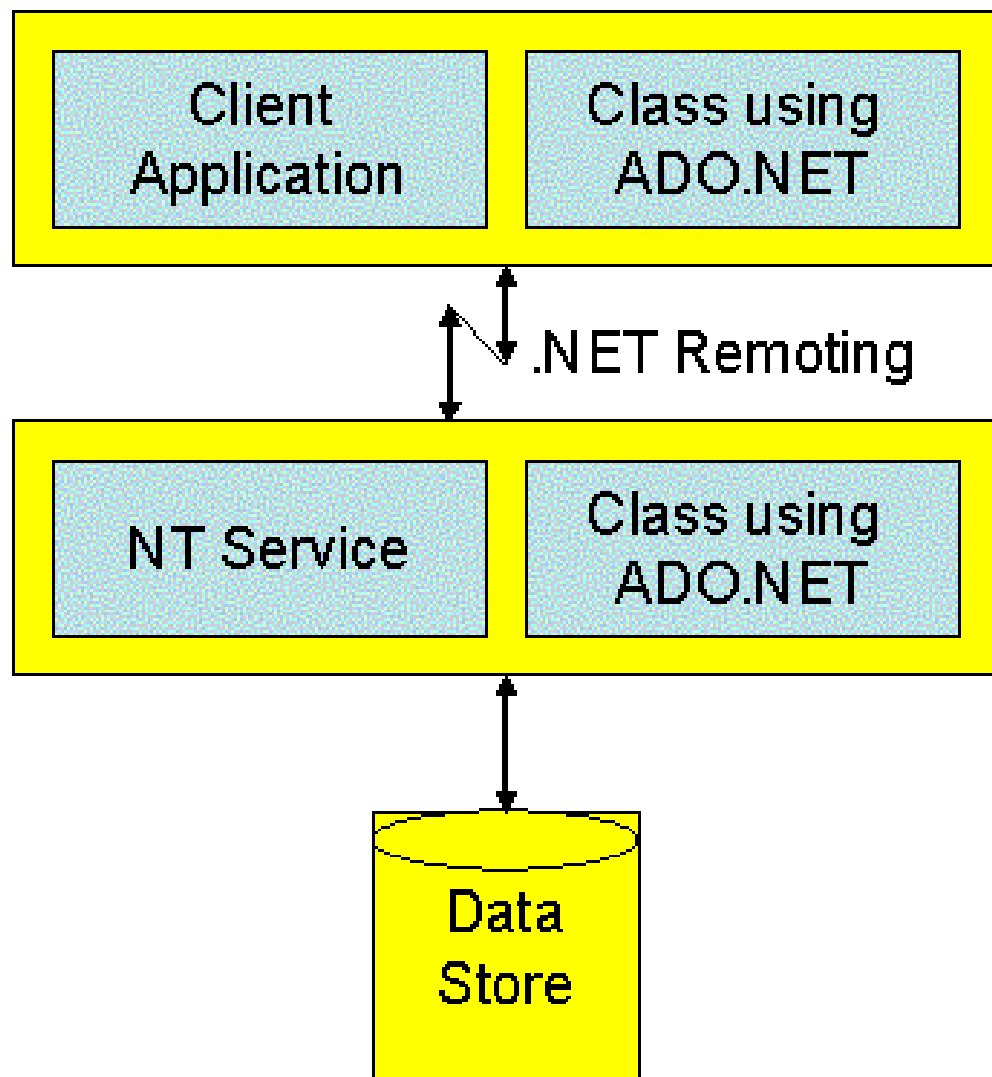 Client
Application
Class using
ADO.NET
.NET Remoting
NT Service
Class using
ADO.NET
Data
Store